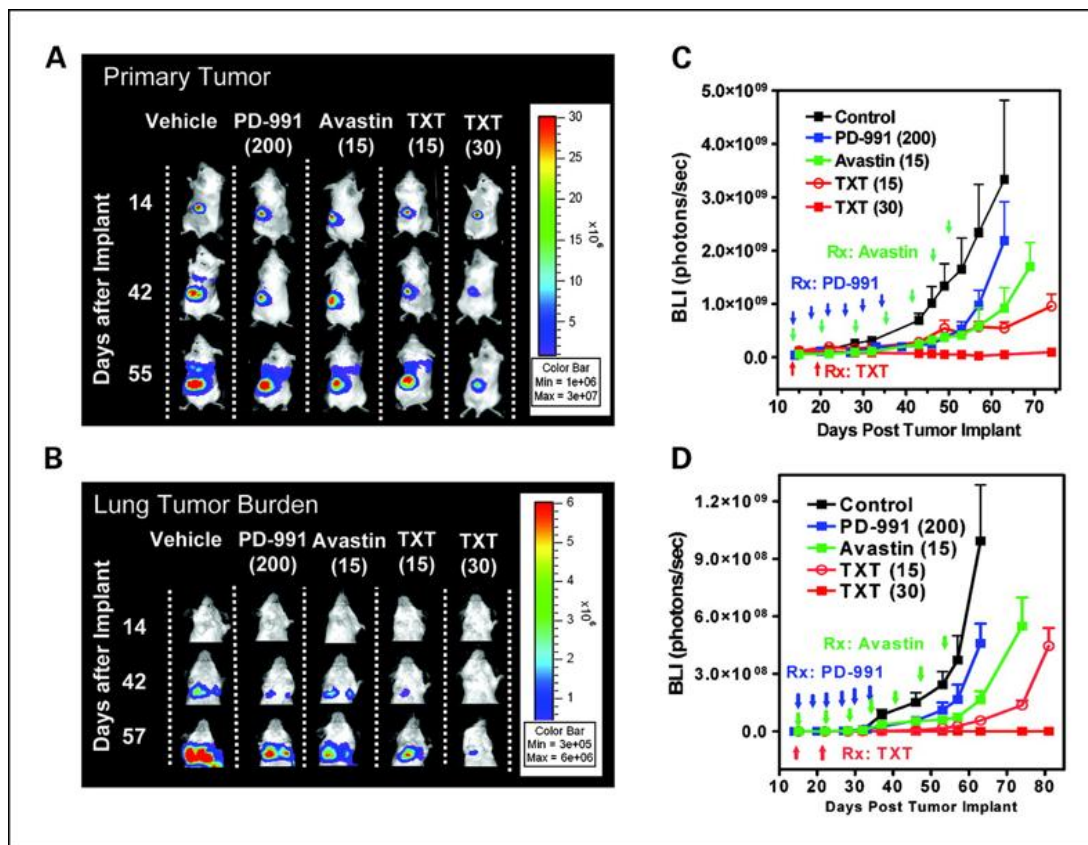 A
Primary Tumor
Vehicle PD-991 Avastin TXT TXT
(200) (15) (15) (30)
Days after Implant
14
42
55
30
25
20
15
10
5
x10^6
Color Bar
Min = 1e+06
Max = 3e+07
B
Lung Tumor Burden
Vehicle PD-991 Avastin TXT TXT
(200) (15) (15) (30)
Days after Implant
14
42
57
6
5
4
3
2
1
x10^6
Color Bar
Min = 3e+05
Max = 6e+06
C
BLI (photons/sec)
5.0×10^09
4.0×10^09
3.0×10^09
2.0×10^09
1.0×10^09
0.0
Control
PD-991 (200)
Avastin (15)
TXT (15)
TXT (30)
Rx: Avastin
Rx: PD-991
Rx: TXT
10 20 30 40 50 60 70
Days Post Tumor Implant
D
BLI (photons/sec)
1.2×10^09
9.0×10^08
6.0×10^08
3.0×10^08
0.0
Control
PD-991 (200)
Avastin (15)
TXT (15)
TXT (30)
Rx: Avastin
Rx: PD-991
Rx: TXT
10 20 30 40 50 60 70 80
Days Post Tumor Implant